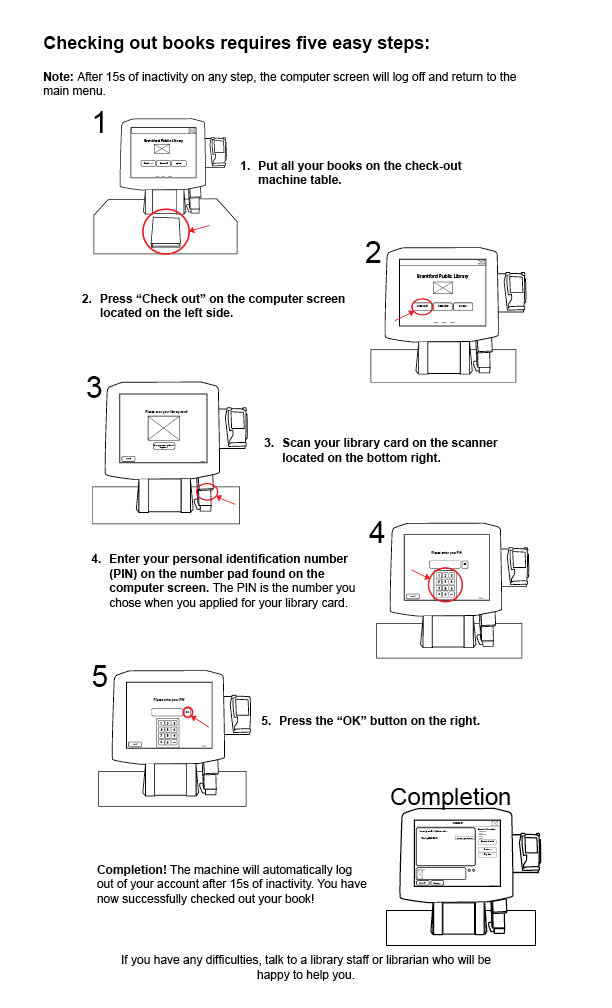 Checking out books requires five easy steps:
Note: After 15s of inactivity on any step, the computer screen will log off and return to the
main menu.
1
Brantford Public Library
1. Put all your books on the check-out
machine table.
2
Brantford Public Library
2. Press “Check out” on the computer screen
located on the left side.
3
Please scan your library card
3. Scan your library card on the scanner
located on the bottom right.
4
Please enter your PIN
4. Enter your personal identification number
(PIN) on the number pad found on the
computer screen. The PIN is the number you
chose when you applied for your library card.
5
Please enter your PIN
5. Press the “OK” button on the right.
Completion
Completion! The machine will automatically log
out of your account after 15s of inactivity. You have
now successfully checked out your book!
If you have any difficulties, talk to a library staff or librarian who will be
happy to help you.